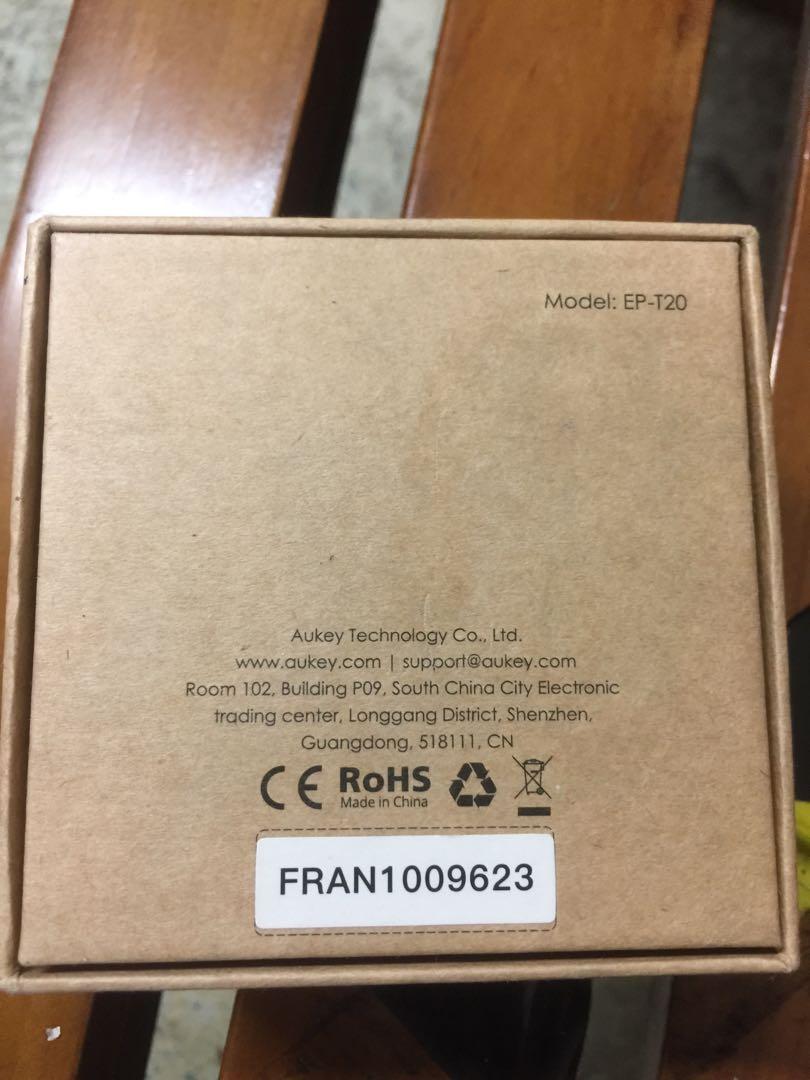 Model: EP-T20
Aukey Technology Co., Ltd.
www.aukey.com | support@aukey.com
Room 102, Building P09, South China City Electronic
trading center, Longgang District, Shenzhen,
Guangdong, 518111, CN
CE RoHS
Made in China
FRAN1009623